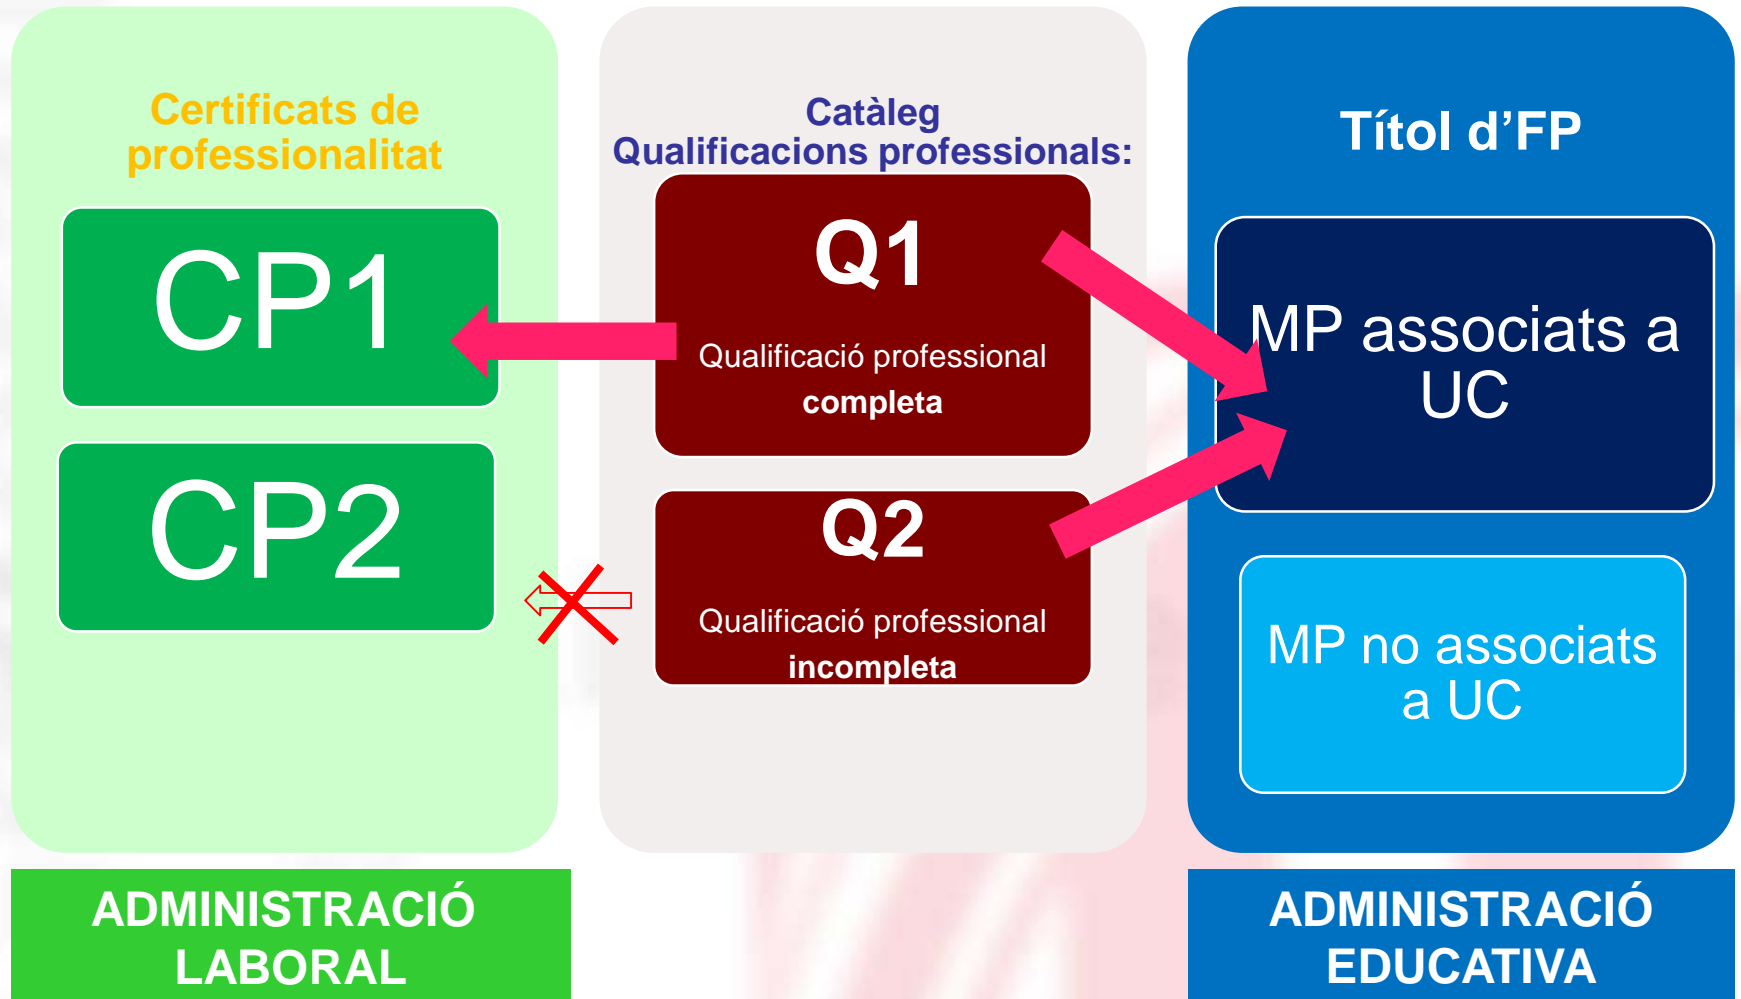 Certificats de
professionalitat
CP1
CP2
ADMINISTRACIÓ
LABORAL
Catàleg
Qualificacions professionals:
Q1
Qualificació professional
completa
Q2
Qualificació professional
incompleta
Títol d’FP
MP associats a
UC
MP no associats
a UC
ADMINISTRACIÓ
EDUCATIVA